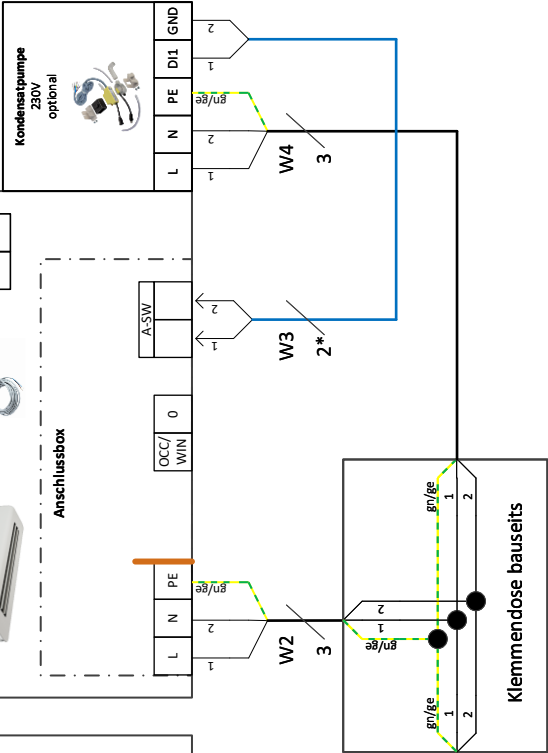 Kondensatpumpe
230V
optional
L
N
PE
DI1
GND
1
2
gn/ge
1
2
W4
3
A-SW
1
2
W3
2*
OCC/
WIN
0
Anschlussbox
L
N
PE
1
2
gn/ge
W2
3
gn/ge
1
2
gn/ge
1
2
gn/ge
1
2
Klemmendose bauseits